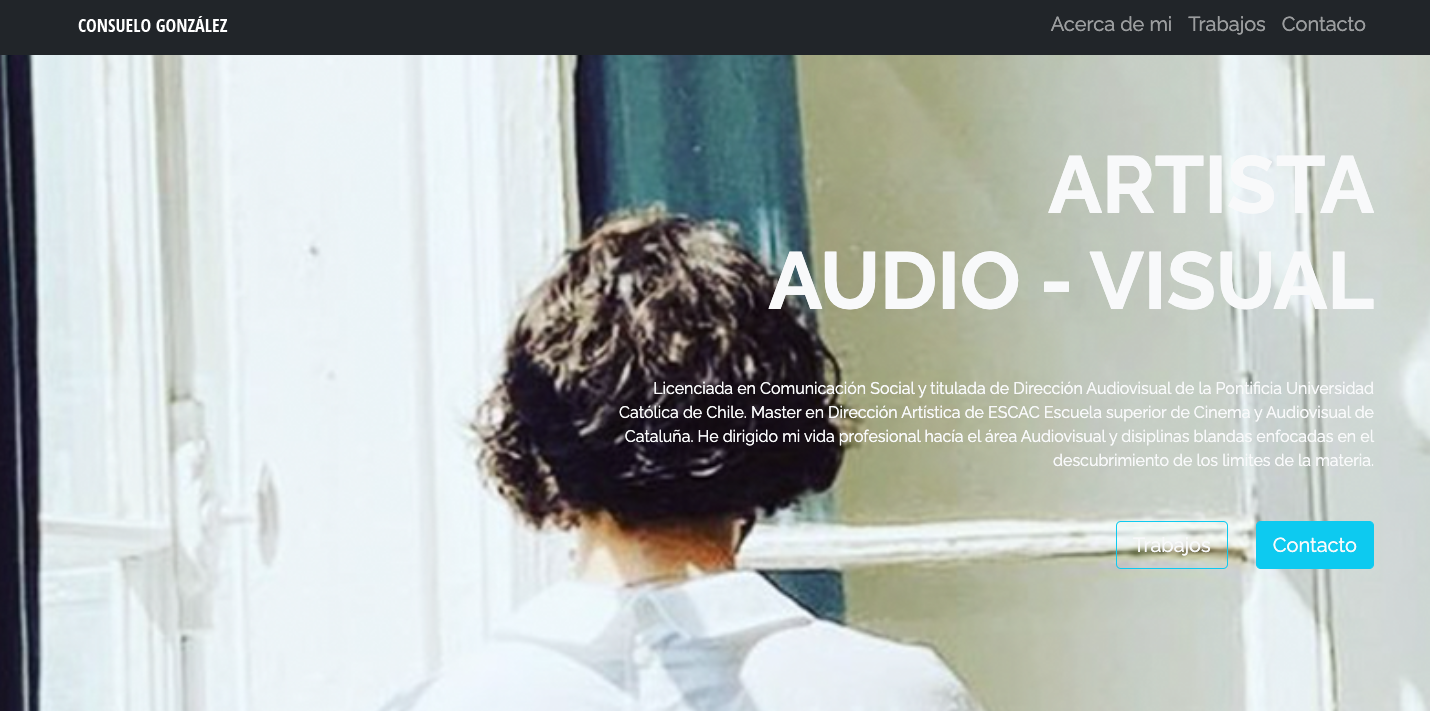 CONSUELO GONZÁLEZ
Acerca de mi Trabajos Contacto
ARTISTA
AUDIO - VISUAL
Licenciada en Comunicación Social y titulada de Dirección Audiovisual de la Pontificia Universidad
Católica de Chile. Master en Dirección Artística de ESCAC Escuela superior de Cinema y Audiovisual de
Cataluña. He dirigido mi vida profesional hacía el área Audiovisual y disiplinas blandas enfocadas en el
descubrimiento de los limites de la materia.
Trabajos Contacto